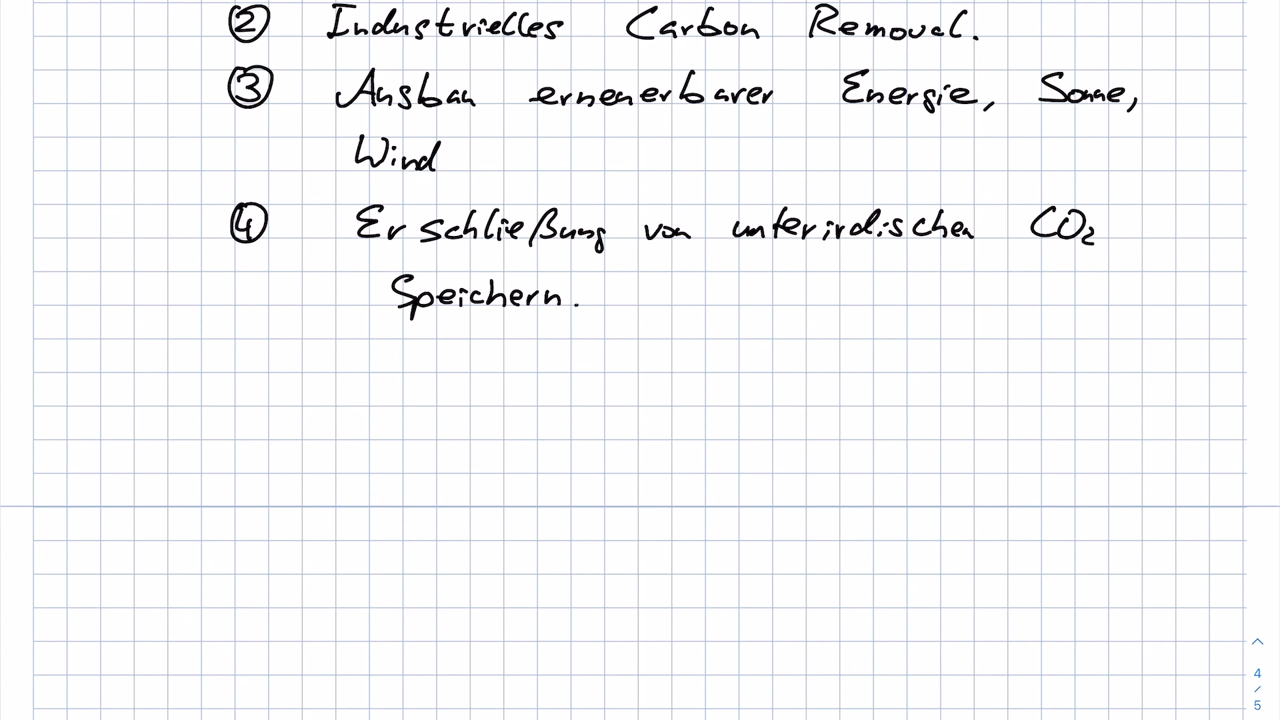 ② Industrielles Carbon Removal.
③ Ausbau erneuerbarer Energie, Sonne,
Wind
④ Erschließung von unterirdischen CO₂
Speichern.
4
/
5